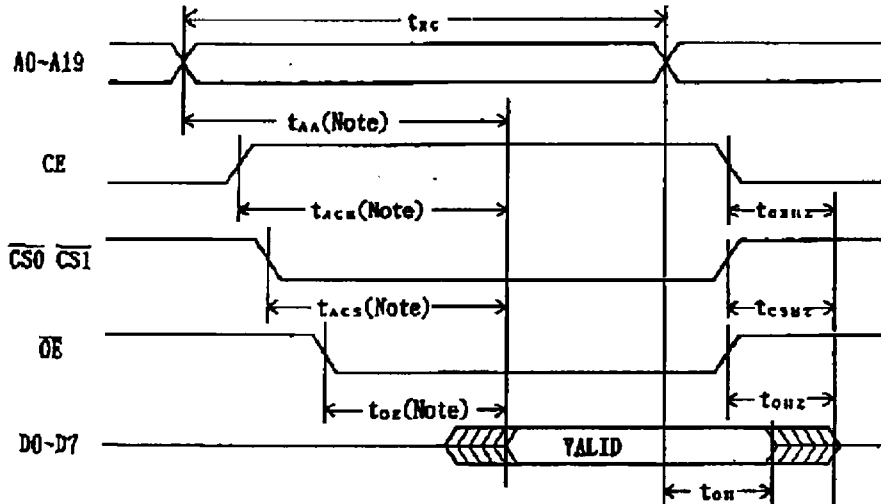 tRC
A0~A19
tAA(Note)
CE
tACE(Note)
tCEHZ
CS0 CS1
tACS(Note)
tCSHZ
OE
tOE(Note)
tOHZ
D0~D7
VALID
tOH